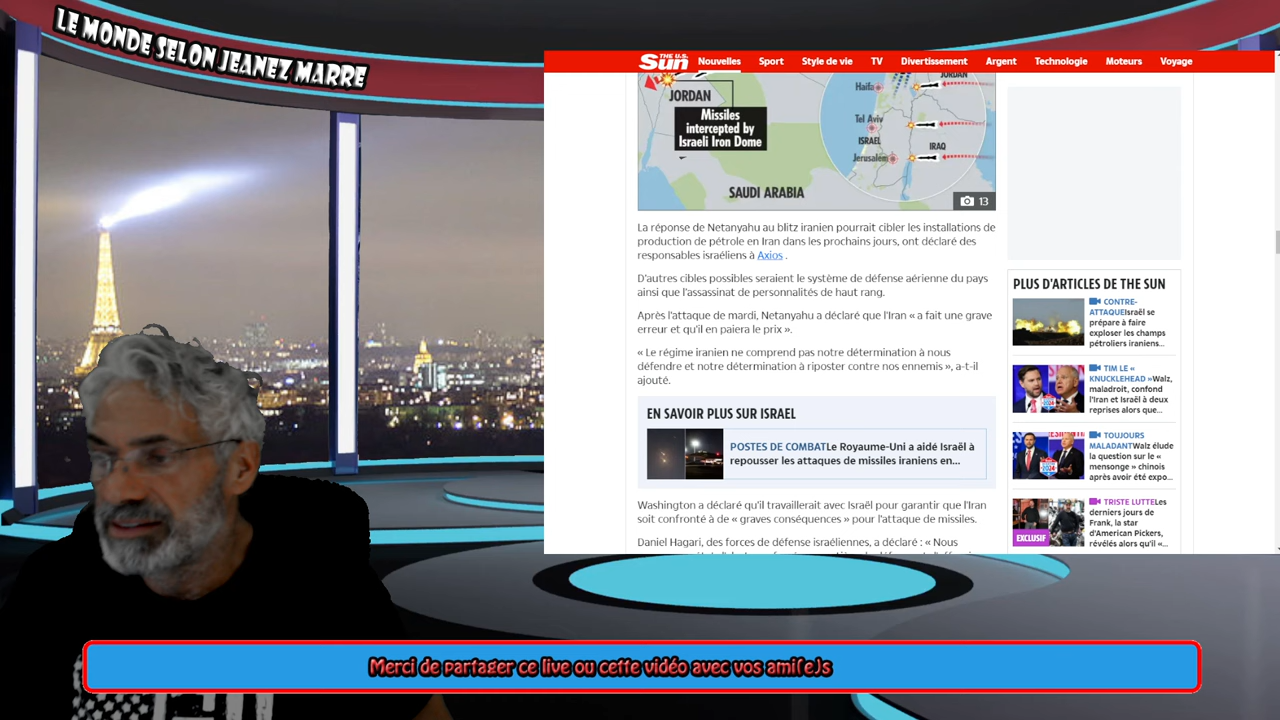 LE MONDE SELON JEANEZ MARRE
THE U.S. Sun
Nouvelles
Sport
Style de vie
TV
Divertissement
Argent
Technologie
Moteurs
Voyage
JORDAN
Missiles
intercepted by
Israeli Iron Dome
SAUDI ARABIA
JORDAN
Haifa
Tel Aviv
ISRAEL
IRAQ
Jerusalem
13
La réponse de Netanyahu au blitz iranien pourrait cibler les installations de
production de pétrole en Iran dans les prochains jours, ont déclaré des
responsables israéliens à Axios .
D'autres cibles possibles seraient le système de défense aérienne du pays
ainsi que l'assassinat de personnalités de haut rang.
Après l'attaque de mardi, Netanyahu a déclaré que l'Iran « a fait une grave
erreur et qu'il en paiera le prix ».
« Le régime iranien ne comprend pas notre détermination à nous
défendre et notre détermination à riposter contre nos ennemis », a-t-il
ajouté.
EN SAVOIR PLUS SUR ISRAEL
POSTES DE COMBATLe Royaume-Uni a aidé Israël à
repousser les attaques de missiles iraniens en...
Washington a déclaré qu'il travaillerait avec Israël pour garantir que l'Iran
soit confronté à de « graves conséquences » pour l'attaque de missiles.
Daniel Hagari, des forces de défense israéliennes, a déclaré : « Nous
PLUS D'ARTICLES DE THE SUN
CONTRE-
ATTAQUEIsraël se
prépare à faire
exploser les champs
pétroliers iraniens...
TIM LE «
KNUCKLEHEAD »Walz,
maladroit, confond
l'Iran et Israël à deux
reprises alors que...
TOUJOURS
MALADANTWalz élude
la question sur le «
mensonge » chinois
après avoir été expo...
EXCLUSIF
TRISTE LUTTELes
derniers jours de
Frank, la star
d'American Pickers,
révélés alors qu'il «...
Merci de partager ce live ou cette vidéo avec vos ami(e)s